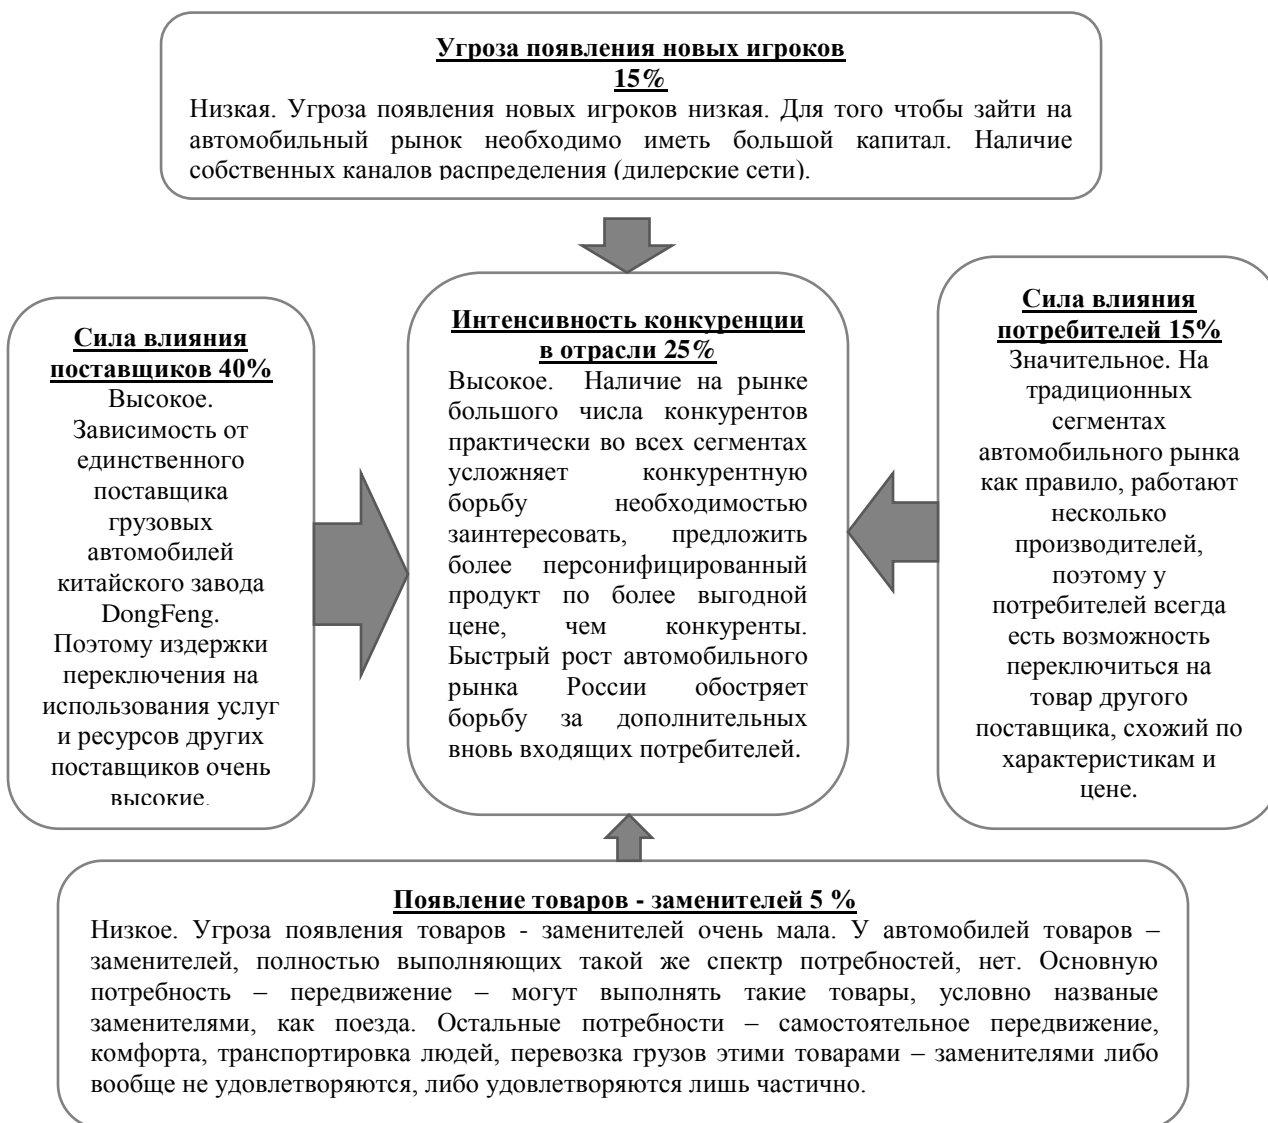 Угроза появления новых игроков
15%
Низкая. Угроза появления новых игроков низкая. Для того чтобы зайти на
автомобильный рынок необходимо иметь большой капитал. Наличие
собственных каналов распределения (дилерские сети).
Сила влияния
поставщиков 40%
Высокое.
Зависимость от
единственного
поставщика
грузовых
автомобилей
китайского завода
DongFeng.
Поэтому издержки
переключения на
использования услуг
и ресурсов других
поставщиков очень
высокие.
Интенсивность конкуренции
в отрасли 25%
Высокое. Наличие на рынке
большого числа конкурентов
практически во всех сегментах
усложняет конкурентную
борьбу необходимостью
заинтересовать, предложить
более персонифицированный
продукт по более выгодной
цене, чем конкуренты.
Быстрый рост автомобильного
рынка России обостряет
борьбу за дополнительных
вновь входящих потребителей.
Сила влияния
потребителей 15%
Значительное. На
традиционных
сегментах
автомобильного рынка
как правило, работают
несколько
производителей,
поэтому у
потребителей всегда
есть возможность
переключиться на
товар другого
поставщика, схожий по
характеристикам и
цене.
Появление товаров - заменителей 5 %
Низкое. Угроза появления товаров - заменителей очень мала. У автомобилей товаров –
заменителей, полностью выполняющих такой же спектр потребностей, нет. Основную
потребность – передвижение – могут выполнять такие товары, условно названые
заменителями, как поезда. Остальные потребности – самостоятельное передвижение,
комфорта, транспортировка людей, перевозка грузов этими товарами – заменителями либо
вообще не удовлетворяются, либо удовлетворяются лишь частично.